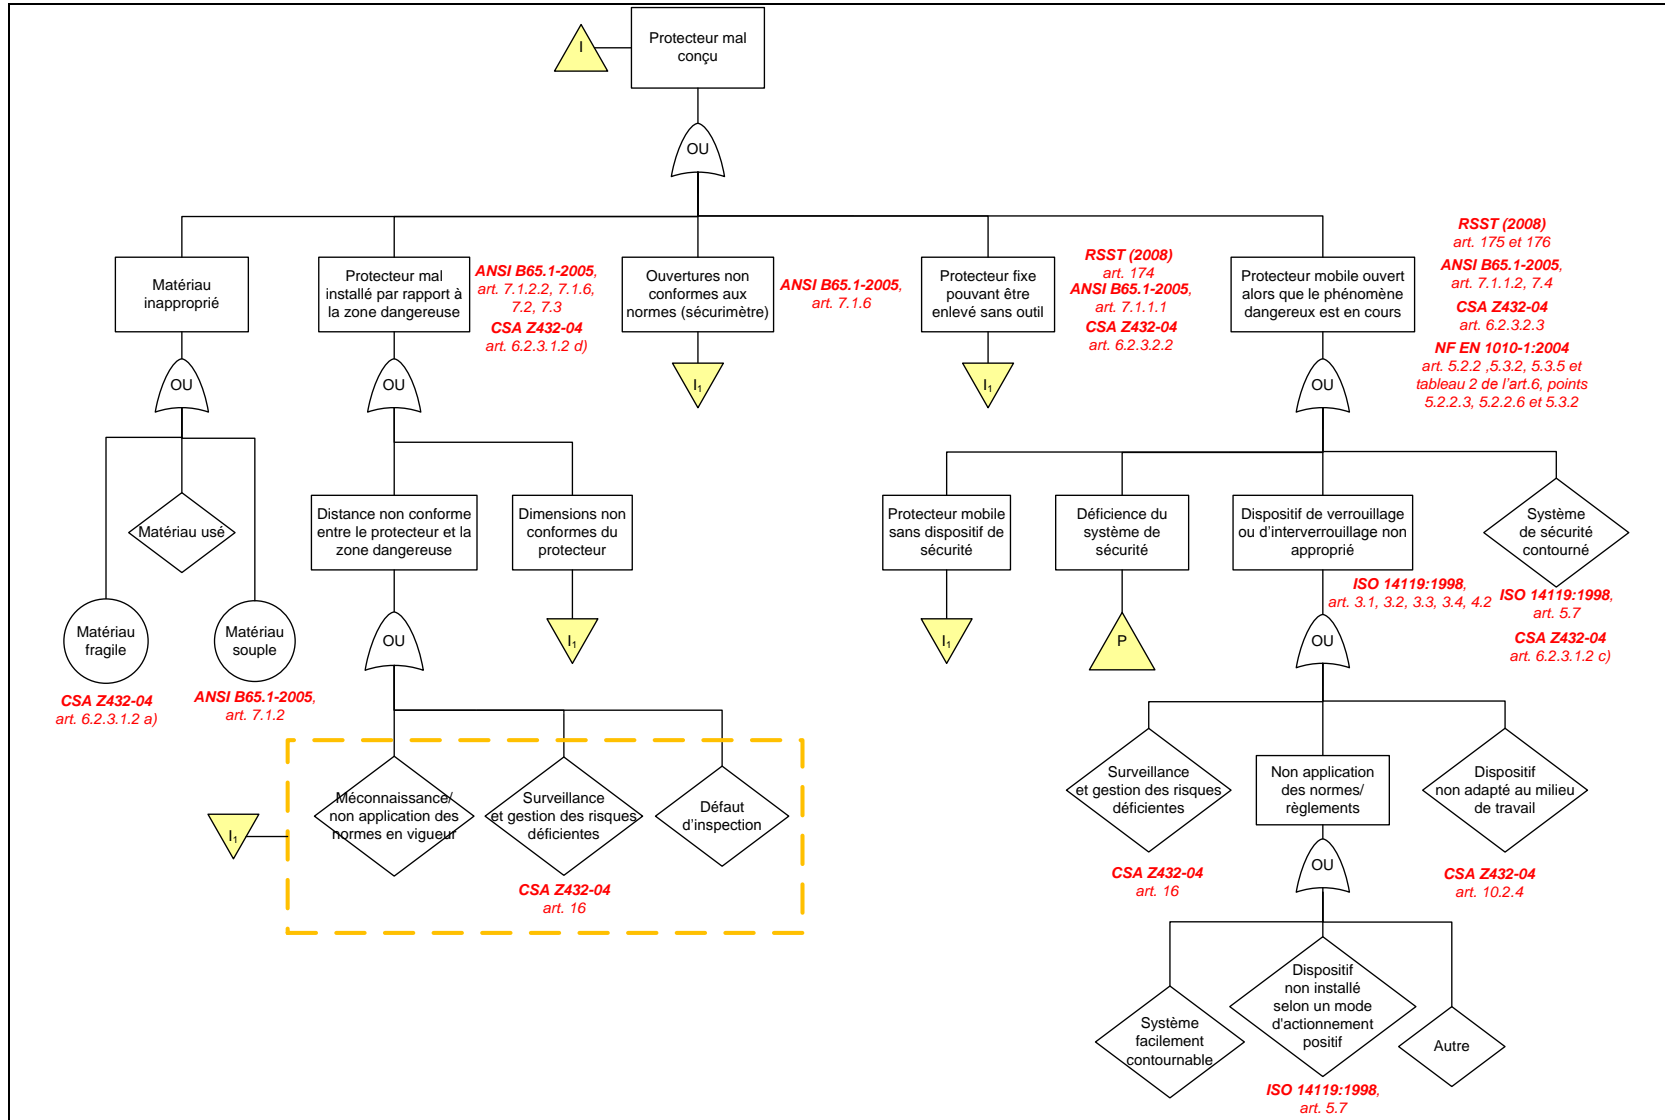 I
Protecteur mal
conçu
OU
Matériau
inapproprié
Protecteur mal
installé par rapport à
la zone dangereuse
ANSI B65.1-2005,
art. 7.1.2.2, 7.1.6,
7.2, 7.3
CSA Z432-04
art. 6.2.3.1.2 d)
Ouvertures non
conformes aux
normes (sécurimètre)
ANSI B65.1-2005,
art. 7.1.6
Protecteur fixe
pouvant être
enlevé sans outil
RSST (2008)
art. 174
ANSI B65.1-2005,
art. 7.1.1.1
CSA Z432-04
art. 6.2.3.2.2
Protecteur mobile ouvert
alors que le phénomène
dangereux est en cours
RSST (2008)
art. 175 et 176
ANSI B65.1-2005,
art. 7.1.1.2, 7.4
CSA Z432-04
art. 6.2.3.2.3
NF EN 1010-1:2004
art. 5.2.2 ,5.3.2, 5.3.5 et
tableau 2 de l'art.6, points
5.2.2.3, 5.2.2.6 et 5.3.2
OU
OU
I1
I1
OU
Matériau usé
Matériau
fragile
CSA Z432-04
art. 6.2.3.1.2 a)
Matériau
souple
ANSI B65.1-2005,
art. 7.1.2
Distance non conforme
entre le protecteur et la
zone dangereuse
Dimensions non
conformes du
protecteur
OU
I1
Protecteur mobile
sans dispositif de
sécurité
Déficience du
système de
sécurité
Dispositif de verrouillage
ou d'interverrouillage non
approprié
Système
de sécurité
contourné
ISO 14119:1998,
art. 3.1, 3.2, 3.3, 3.4, 4.2
ISO 14119:1998,
art. 5.7
CSA Z432-04
art. 6.2.3.1.2 c)
I1
P
OU
I1
Méconnaissance/
non application des
normes en vigueur
Surveillance
et gestion des risques
déficientes
CSA Z432-04
art. 16
Défaut
d'inspection
Surveillance
et gestion des risques
déficientes
CSA Z432-04
art. 16
Non application
des normes/
règlements
Dispositif
non adapté au milieu
de travail
CSA Z432-04
art. 10.2.4
OU
Système
facilement
contournable
Dispositif
non installé
selon un mode
d'actionnement
positif
ISO 14119:1998,
art. 5.7
Autre